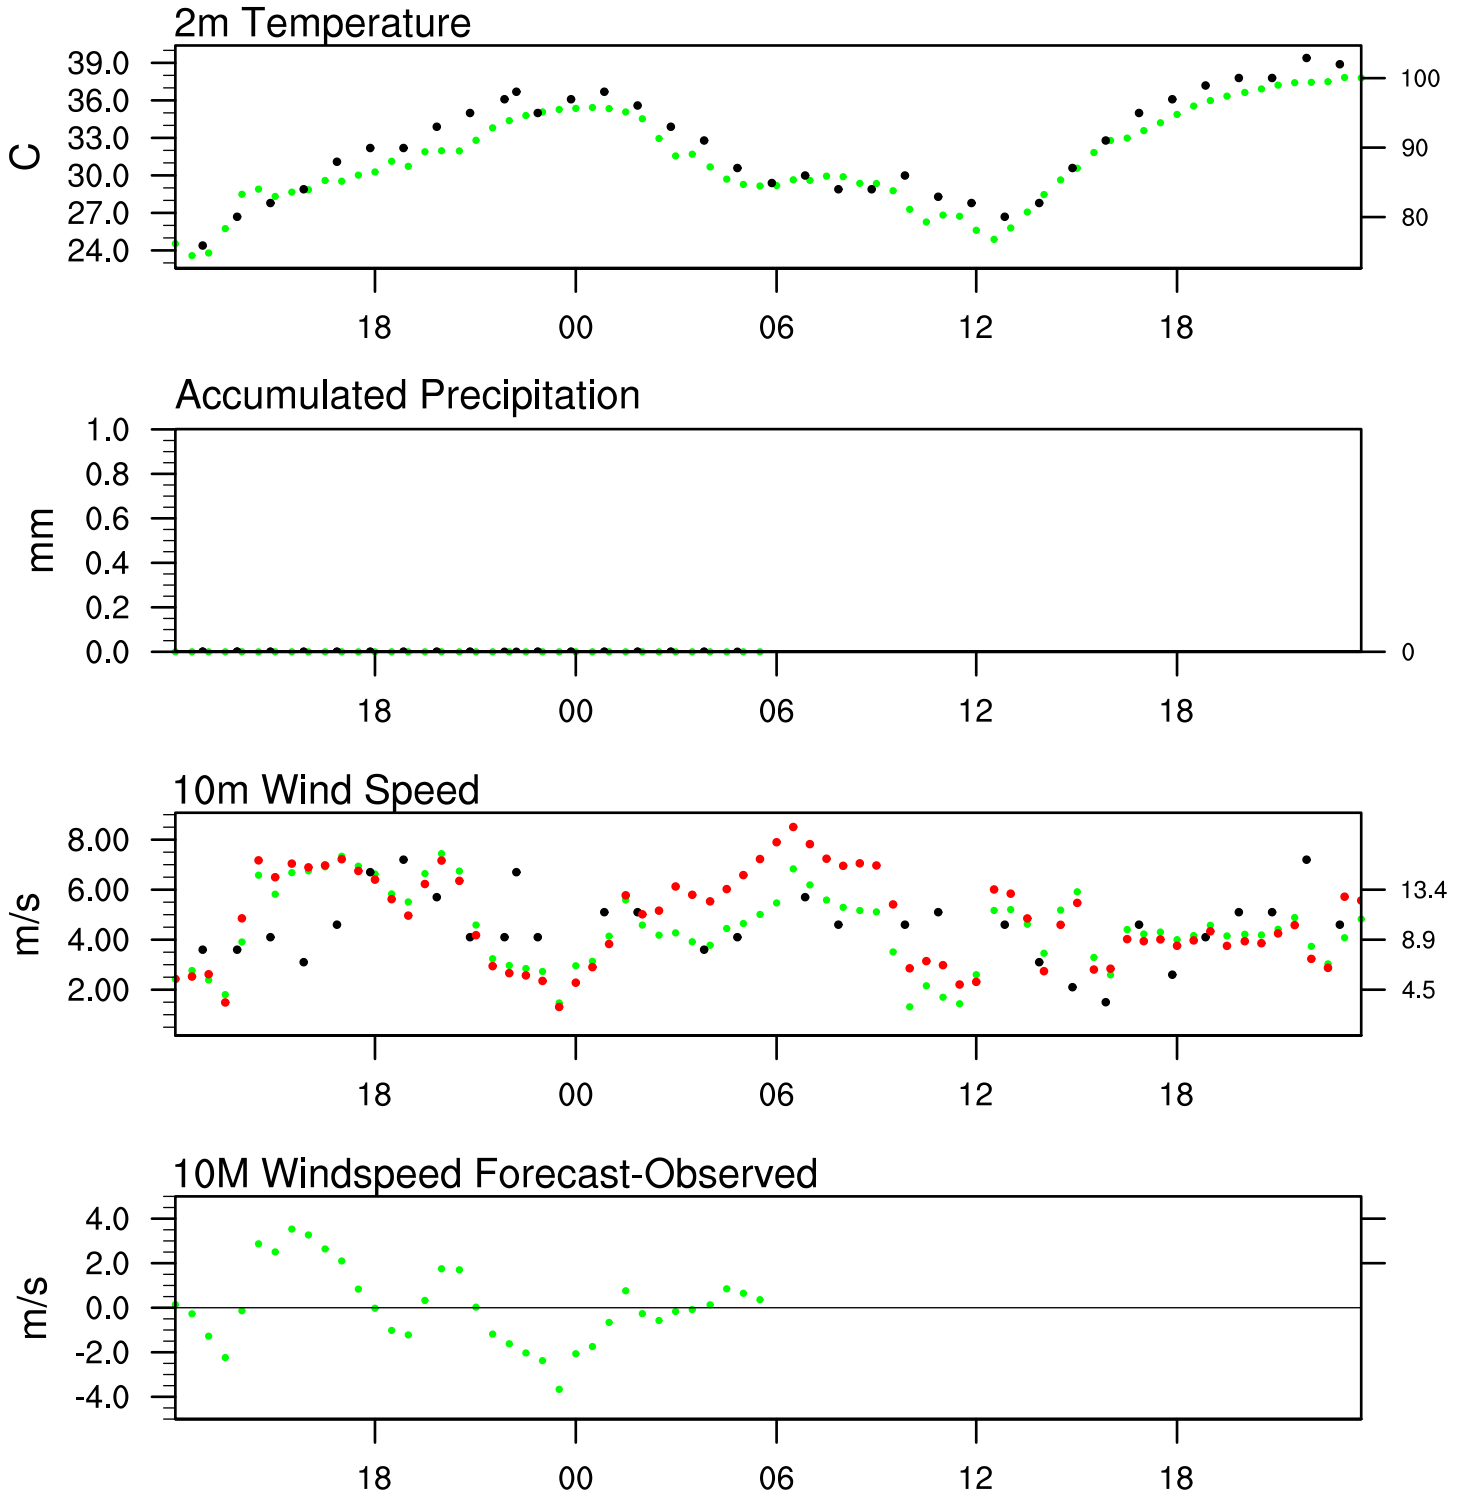 2m Temperature
39.0
36.0
33.0
30.0
27.0
24.0
C
100
90
80
18 00 06 12 18
Accumulated Precipitation
1.0
0.8
0.6
0.4
0.2
0.0
mm
0
18 00 06 12 18
10m Wind Speed
8.00
6.00
4.00
2.00
m/s
13.4
8.9
4.5
18 00 06 12 18
10M Windspeed Forecast-Observed
4.0
2.0
0.0
-2.0
-4.0
m/s
18 00 06 12 18